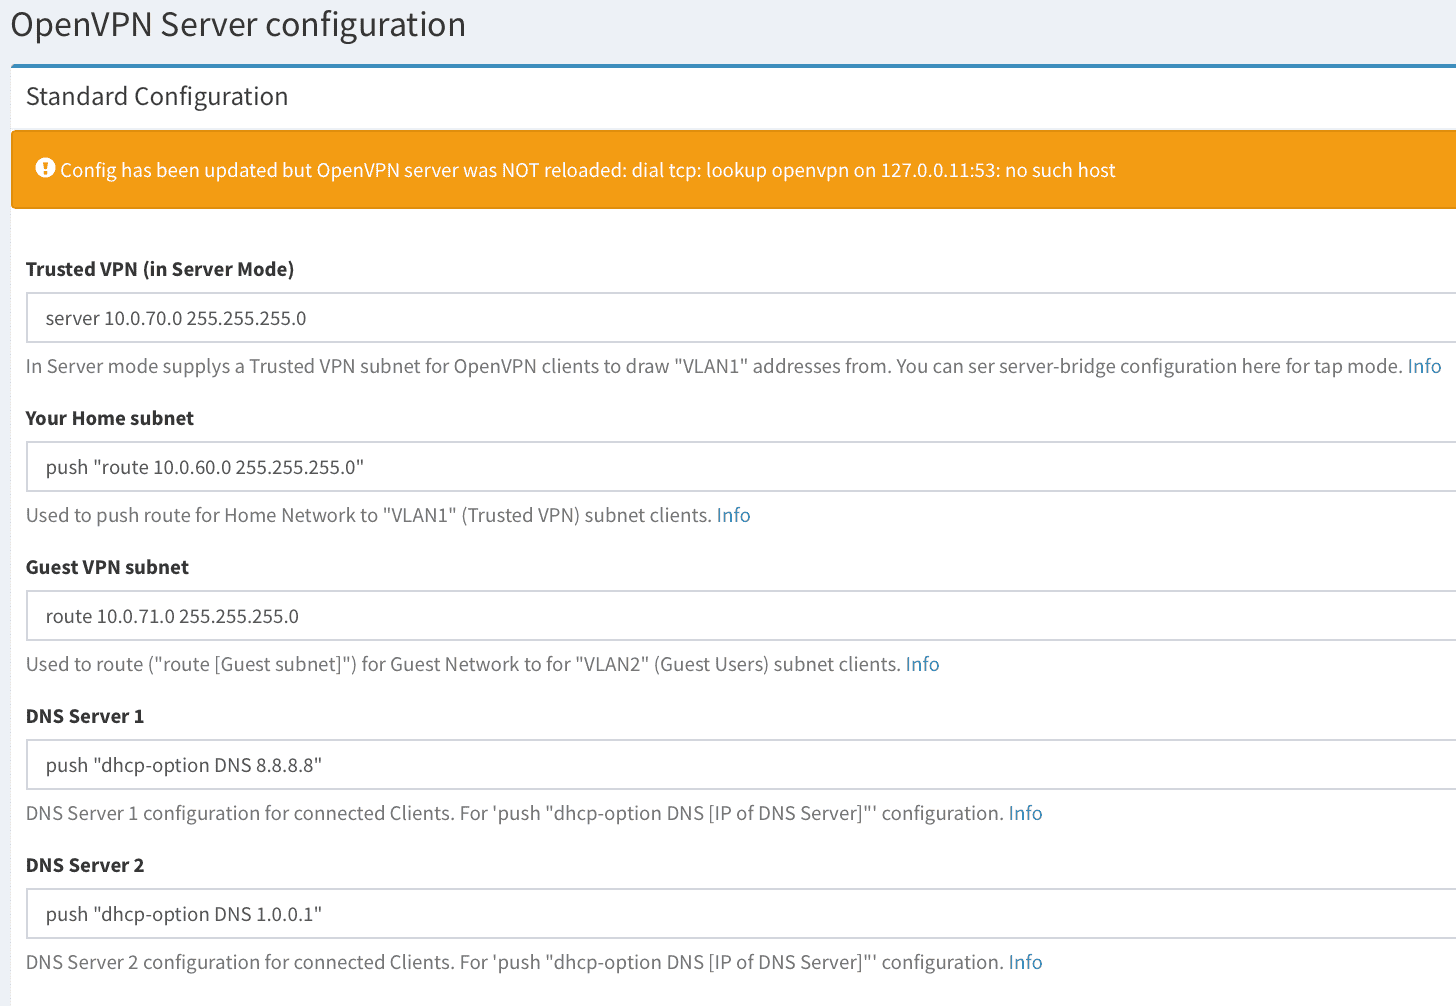 OpenVPN Server configuration
Standard Configuration
Config has been updated but OpenVPN server was NOT reloaded: dial tcp: lookup openvpn on 127.0.0.11:53: no such host
Trusted VPN (in Server Mode)
server 10.0.70.0 255.255.255.0
In Server mode supplys a Trusted VPN subnet for OpenVPN clients to draw "VLAN1" addresses from. You can ser server-bridge configuration here for tap mode. Info
Your Home subnet
push "route 10.0.60.0 255.255.255.0"
Used to push route for Home Network to "VLAN1" (Trusted VPN) subnet clients. Info
Guest VPN subnet
route 10.0.71.0 255.255.255.0
Used to route ("route [Guest subnet]") for Guest Network to for "VLAN2" (Guest Users) subnet clients. Info
DNS Server 1
push "dhcp-option DNS 8.8.8.8"
DNS Server 1 configuration for connected Clients. For 'push "dhcp-option DNS [IP of DNS Server]"' configuration. Info
DNS Server 2
push "dhcp-option DNS 1.0.0.1"
DNS Server 2 configuration for connected Clients. For 'push "dhcp-option DNS [IP of DNS Server]"' configuration. Info